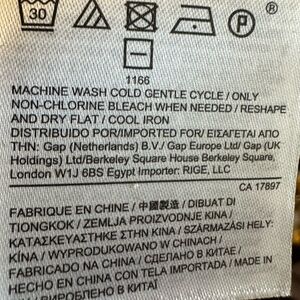 30 P ®
1166
MACHINE WASH COLD GENTLE CYCLE / ONLY
NON-CHLORINE BLEACH WHEN NEEDED / RESHAPE
AND DRY FLAT / COOL IRON
DISTRIBUIDO POR/IMPORTED FOR/ ΕΙΣΑΓΕΤΑΙ ΑΠΟ
ΤΗΝ: Gap (Netherlands) B.V./ Gap Europe Ltd/ Gap (UK
Holdings) Ltd/Berkeley Square House Berkeley Square,
London W1J 6BS Egypt Importer: RIGE, LLC
CA 17897
FABRIQUE EN CHINE / 中國製造 / DIBUAT DI
TIONGKOK / ZEMLJA PROIZVODNJE KINA /
ΚΑΤΑΣΚΕΥΑΣΤΗΚΕ ΣΤΗΝ ΚΙΝΑ / SZÁRMAZÁSI HELY:
KÍNA / WYPRODUKOWANO W CHINACH /
FABRICADO NA CHINA / СДЕЛАНО В КИТАЕ /
HECHO EN CHINA CON TELA IMPORTADA / MADE IN
ВИРОБЛЕНО В КИТАЇ